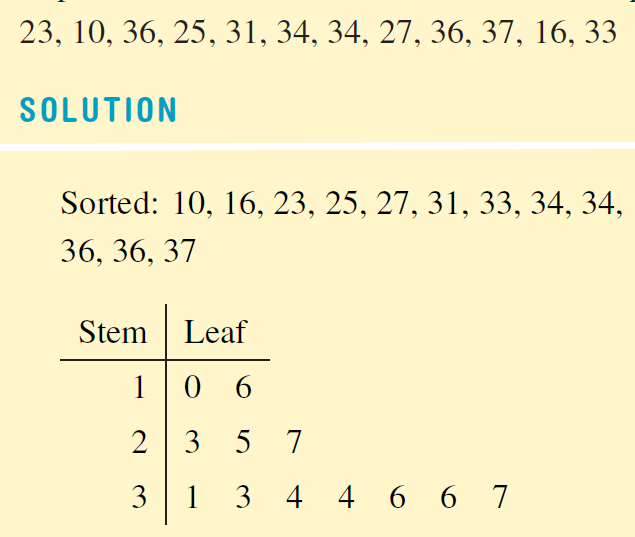 23, 10, 36, 25, 31, 34, 34, 27, 36, 37, 16, 33
SOLUTION
Sorted: 10, 16, 23, 25, 27, 31, 33, 34, 34,
36, 36, 37
Stem Leaf
1 0 6
2 3 5 7
3 1 3 4 4 6 6 7